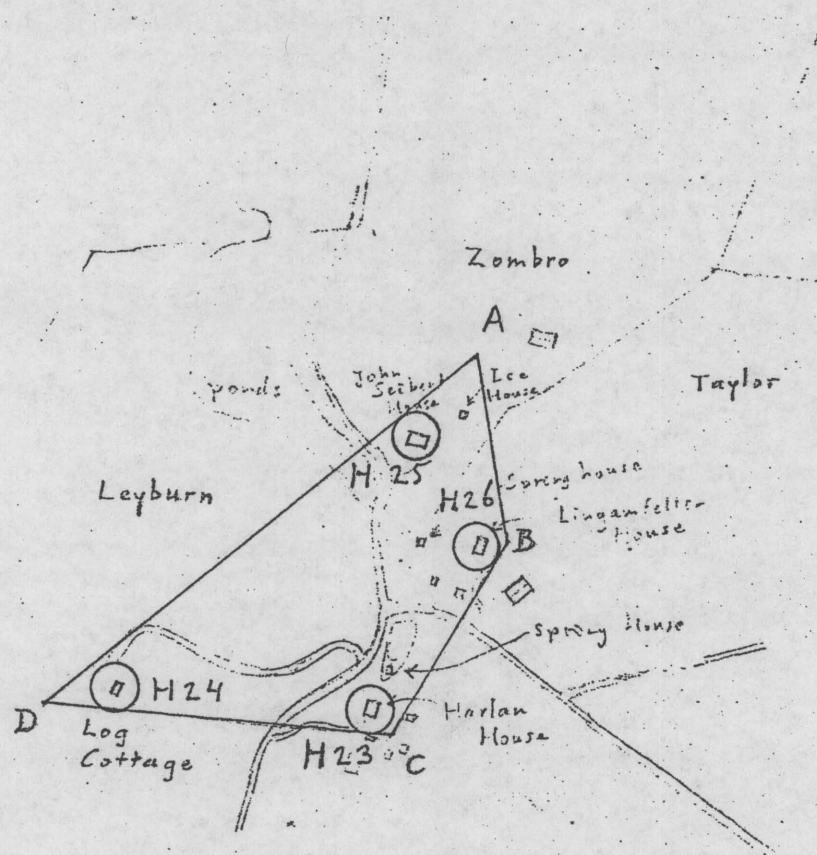 Zombro
A
John
Seibert
House
Ice
House
ponds
Taylor
H 25
Leyburn
Spring house
H26
House
B
Spring House
H24
D
Log
Cottage
Harlan
House
H23
C